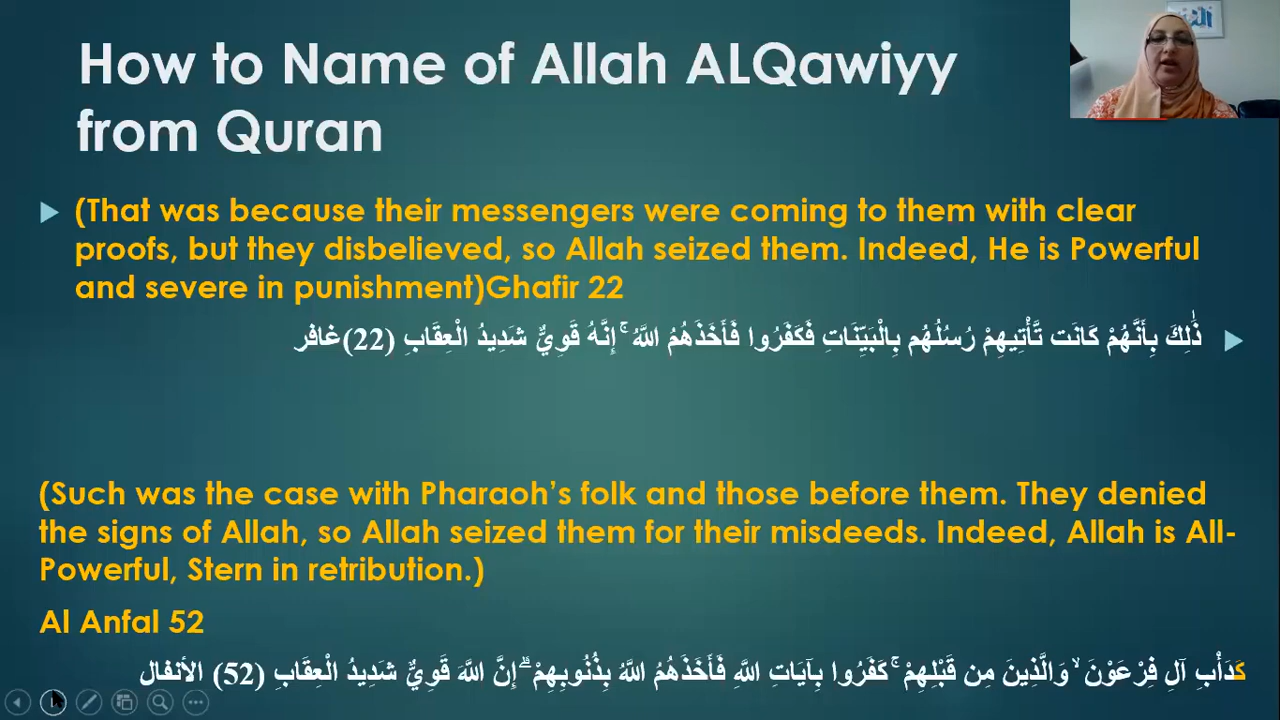 How to Name of Allah ALQawiyy
from Quran
(That was because their messengers were coming to them with clear
proofs, but they disbelieved, so Allah seized them. Indeed, He is Powerful
and severe in punishment)Ghafir 22
ذَٰلِكَ بِأَنَّهُمْ كَانَت تَّأْتِيهِمْ رُسُلُهُم بِالْبَيِّنَاتِ فَكَفَرُوا فَأَخَذَهُمُ اللَّهُ ۚ إِنَّهُ قَوِيٌّ شَدِيدُ الْعِقَابِ (22)غافر
(Such was the case with Pharaoh’s folk and those before them. They denied
the signs of Allah, so Allah seized them for their misdeeds. Indeed, Allah is All-
Powerful, Stern in retribution.)
Al Anfal 52
كَدَأْبِ آلِ فِرْعَوْنَ ۙ وَالَّذِينَ مِن قَبْلِهِمْ ۚ كَفَرُوا بِآيَاتِ اللَّهِ فَأَخَذَهُمُ اللَّهُ بِذُنُوبِهِمْ ۗ إِنَّ اللَّهَ قَوِيٌّ شَدِيدُ الْعِقَابِ (52) الأنفال